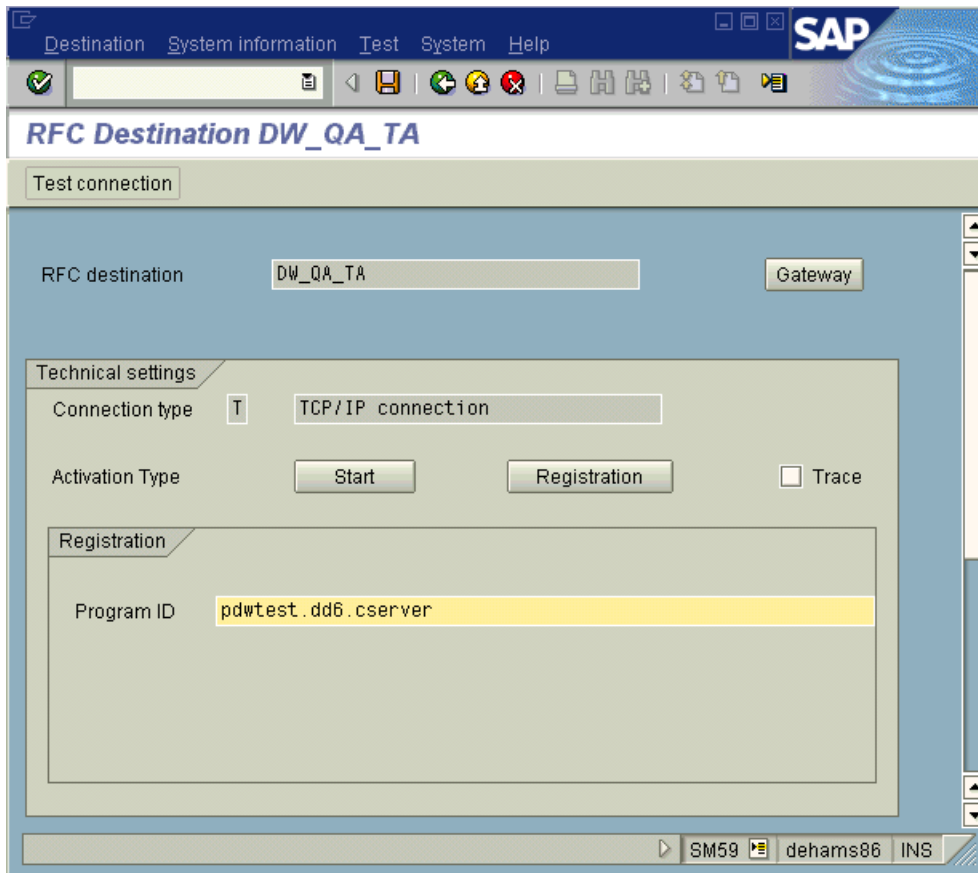 Destination System information Test System Help
SAP
RFC Destination DW_QA_TA
Test connection
RFC destination DW_QA_TA Gateway
Technical settings
Connection type T TCP/IP connection
Activation Type Start Registration Trace
Registration
Program ID pdwtest.dd6.cserver
SM59 dehams86 INS